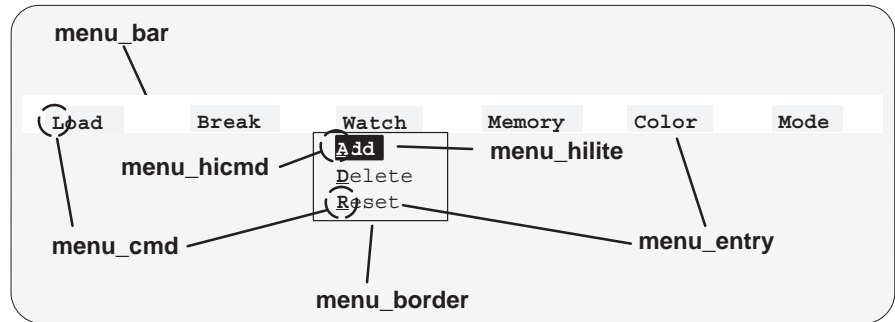 menu_bar
Load Break Watch Memory Color Mode
menu_hicmd Add menu_hilite
Delete
Reset
menu_cmd menu_entry
menu_border